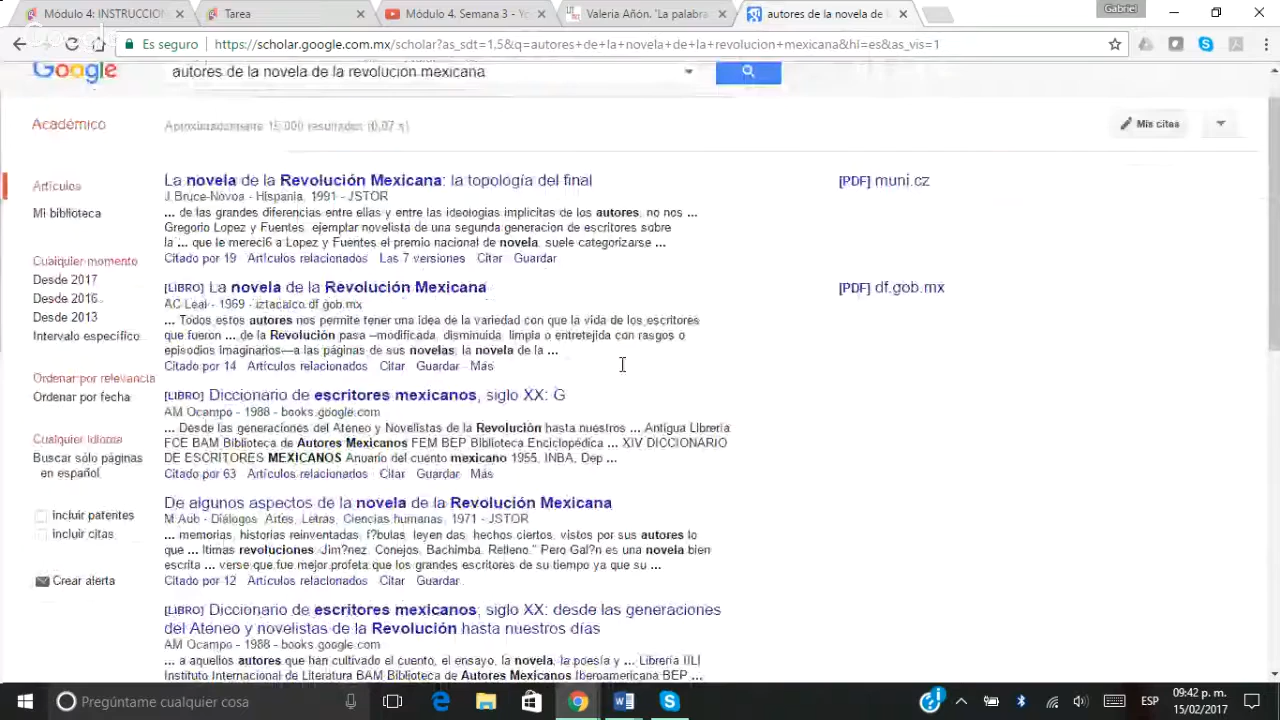 Módulo 4: INSTRUCCION
Tarea
Módulo 4. Semana 3 - Yo
Valeria Añón. 'La palabra
autores de la novela de l
Gabriel
Es seguro
https://scholar.google.com.mx/scholar?as_sdt=1,5&q=autores+de+la+novela+de+la+revolucion+mexicana&hl=es&as_vis=1
Google
autores de la novela de la revolucion mexicana
Académico
Aproximadamente 15,000 resultados (0,07 s)
Mis citas
Artículos
Mi biblioteca
Cualquier momento
Desde 2017
Desde 2016
Desde 2013
Intervalo específico
Ordenar por relevancia
Ordenar por fecha
Cualquier idioma
Buscar sólo páginas
en español
incluir patentes
incluir citas
Crear alerta
La novela de la Revolución Mexicana: la topología del final
[PDF] muni.cz
J Bruce-Novoa - Hispania, 1991 - JSTOR
... de las grandes diferencias entre ellas y entre las ideologias implicitas de los autores, no nos ...
Gregorio Lopez y Fuentes, ejemplar novelista de una segunda generacion de escritores sobre
la ... que le mereci6 a Lopez y Fuentes el premio nacional de novela, suele categorizarse ...
Citado por 19 Artículos relacionados Las 7 versiones Citar Guardar
[LIBRO] La novela de la Revolución Mexicana
[PDF] df.gob.mx
AC Leal - 1969 - iztacalco.df.gob.mx
... Todos estos autores nos permite tener una idea de la variedad con que la vida de los escritores
que fueron ... de la Revolución pasa —modificada, disminuida, limpia o entretejida con rasgos o
episodios imaginarios—a las páginas de sus novelas, la novela de la ...
Citado por 14 Artículos relacionados Citar Guardar Más
[LIBRO] Diccionario de escritores mexicanos, siglo XX: G
AM Ocampo - 1988 - books.google.com
... Desde las generaciones del Ateneo y Novelistas de la Revolución hasta nuestros ... Antigua Librería
FCE BAM Biblioteca de Autores Mexicanos FEM BEP Biblioteca Enciclopédica ... XIV DICCIONARIO
DE ESCRITORES MEXICANOS Anuario del cuento mexicano 1955, INBA, Dep ...
Citado por 63 Artículos relacionados Citar Guardar Más
De algunos aspectos de la novela de la Revolución Mexicana
M Aub - Diálogos: Artes, Letras, Ciencias humanas, 1971 - JSTOR
... memorias, historias reinventadas, f?bulas, leyen das, hechos ciertos, vistos por sus autores lo
que ... ltimas revoluciones. Jim?nez, Conejos, Bachimba, Relleno." Pero Gal?n es una novela bien
escrita ... verse que fue mejor profeta que los grandes escritores de su tiempo ya que su ...
Citado por 12 Artículos relacionados Citar Guardar
[LIBRO] Diccionario de escritores mexicanos, siglo XX: desde las generaciones
del Ateneo y novelistas de la Revolución hasta nuestros días
AM Ocampo - 1988 - books.google.com
... a aquellos autores que han cultivado el cuento, el ensayo, la novela, la poesía y ... Librería IILI
Instituto Internacional de Literatura BAM Biblioteca de Autores Mexicanos Iberoamericana BEP ...
Pregúntame cualquier cosa
ESP
09:42 p. m.
15/02/2017